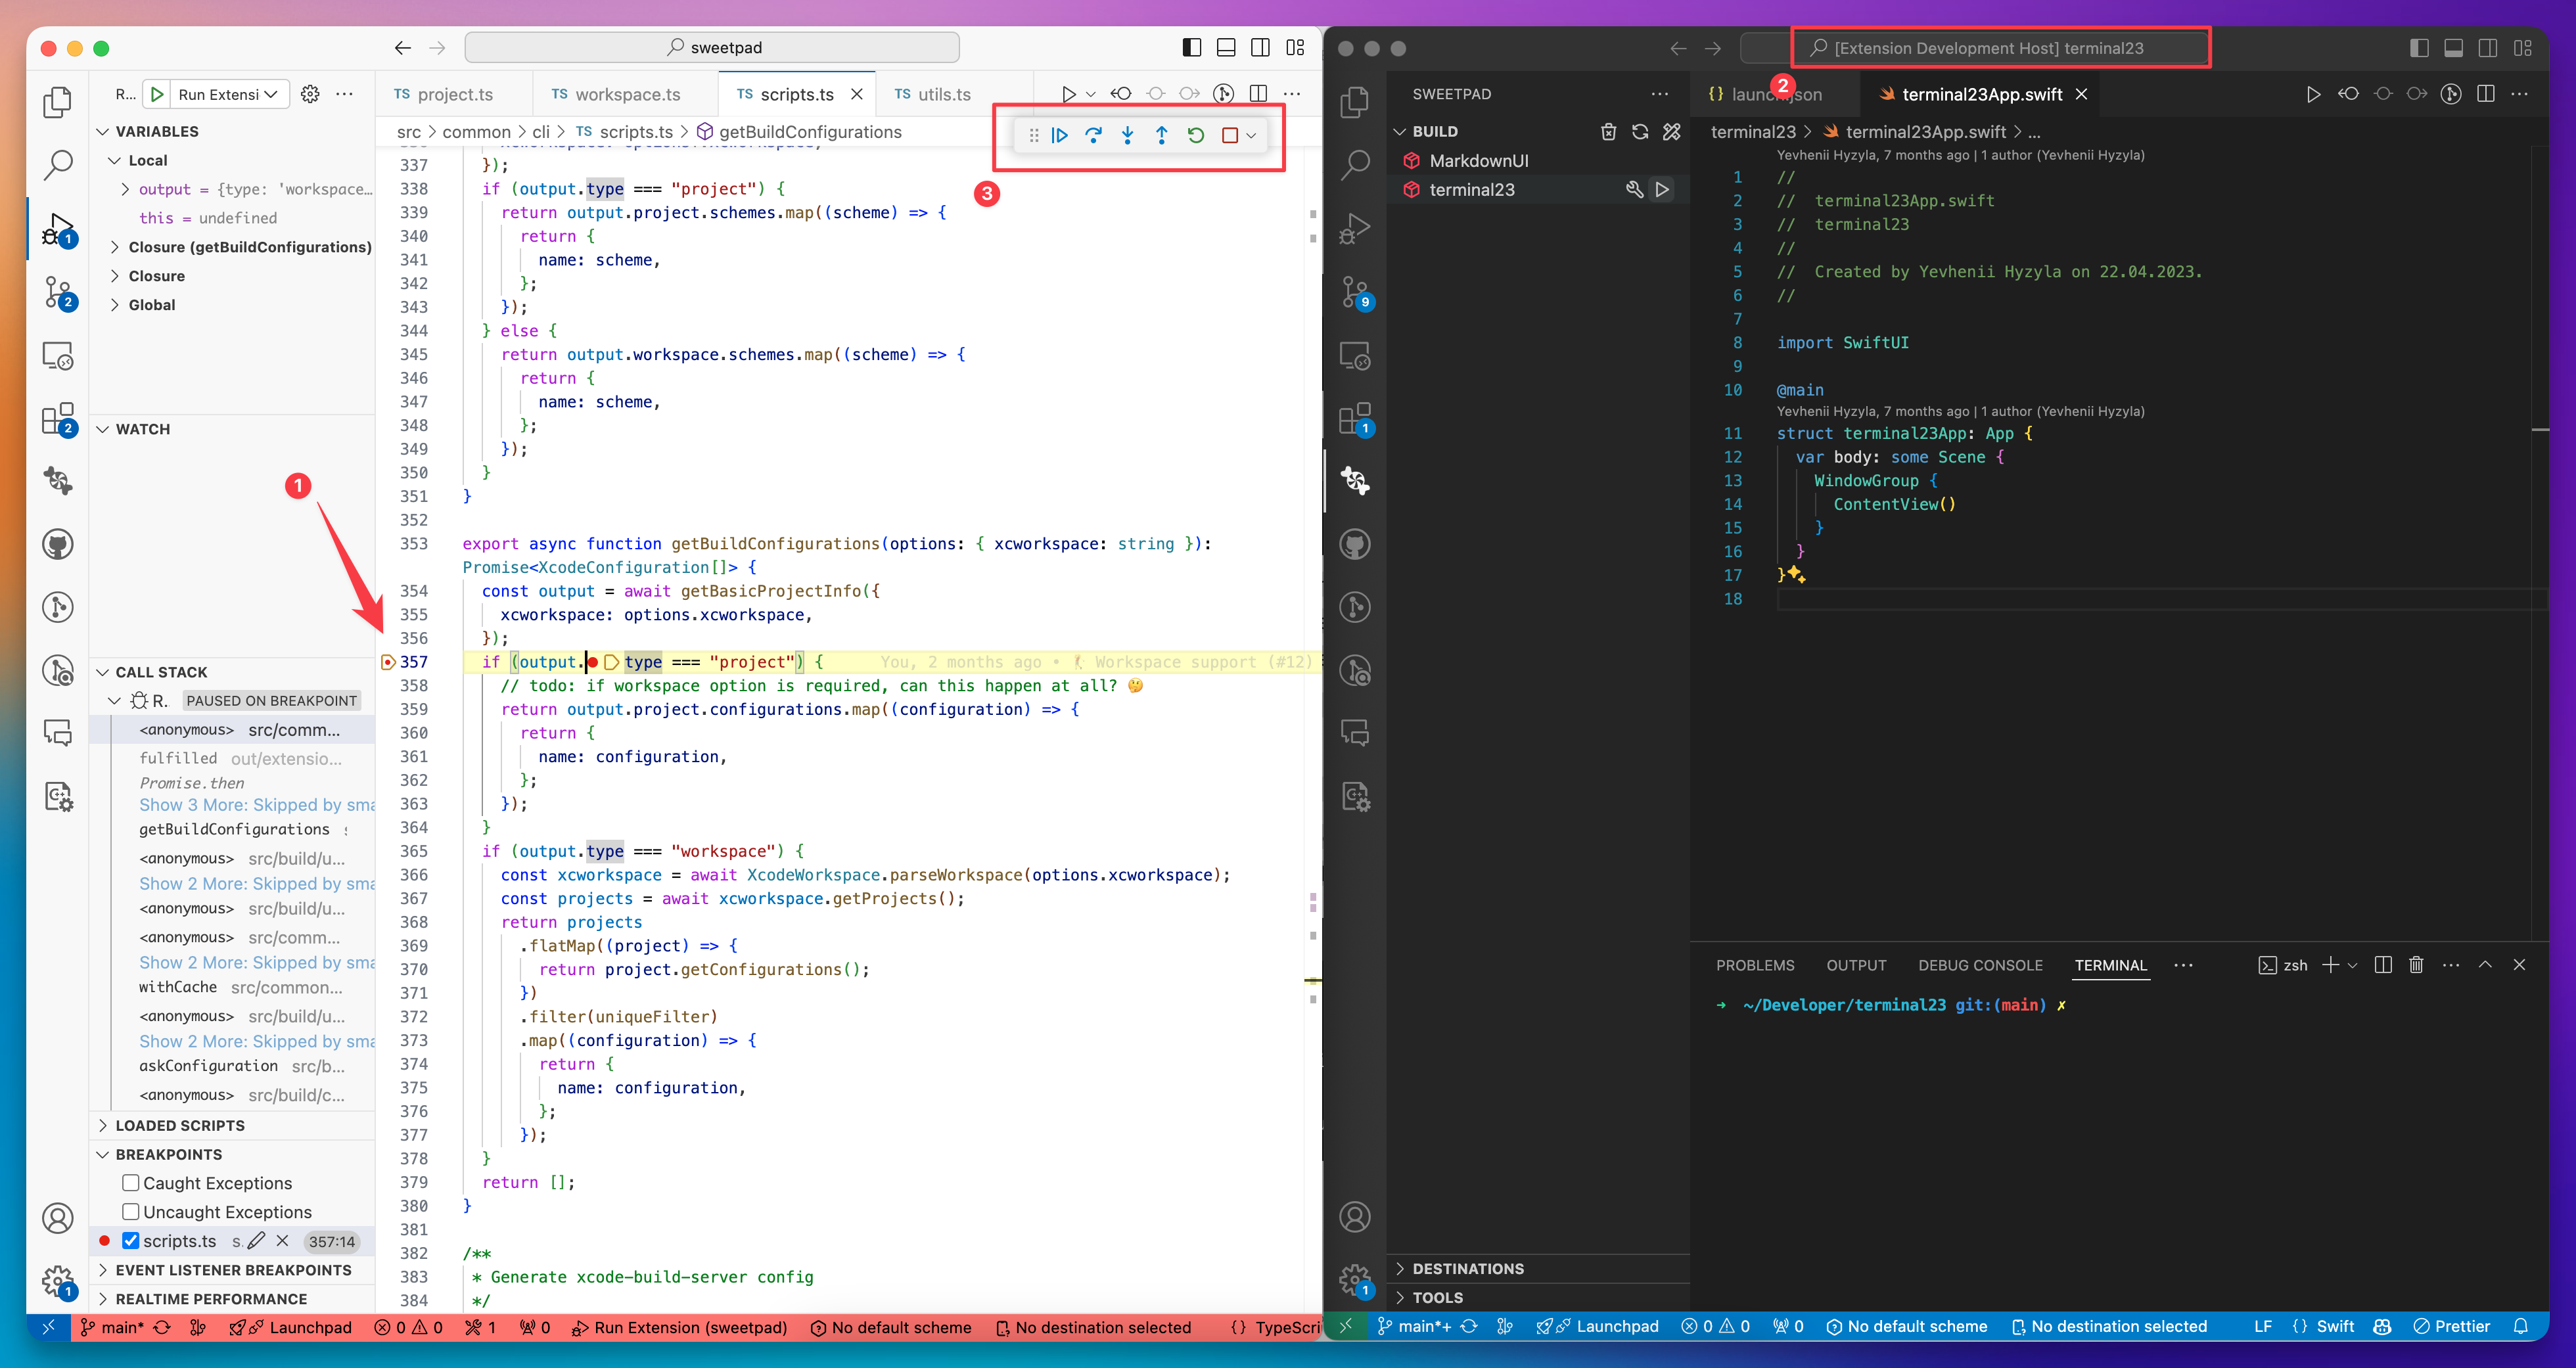 sweetpad
R...
Run Extensi
VARIABLES
Local
output = {type: 'workspace...
this = undefined
Closure (getBuildConfigurations)
Closure
Global
WATCH
CALL STACK
R.
PAUSED ON BREAKPOINT
<anonymous> src/comm...
fulfilled out/extensio...
Promise.then
Show 3 More: Skipped by sma
getBuildConfigurations
<anonymous> src/build/u...
Show 2 More: Skipped by sma
<anonymous> src/build/u...
<anonymous> src/comm...
Show 2 More: Skipped by sma
withCache src/common...
<anonymous> src/build/u...
Show 2 More: Skipped by sma
askConfiguration src/b...
<anonymous> src/build/c...
LOADED SCRIPTS
BREAKPOINTS
Caught Exceptions
Uncaught Exceptions
scripts.ts s. 357:14
EVENT LISTENER BREAKPOINTS
REALTIME PERFORMANCE
1
2
2
1
1
TS project.ts
TS workspace.ts
TS scripts.ts
TS utils.ts
src > common > cli > TS scripts.ts > getBuildConfigurations
3
337 });
338 if (output.type === "project") {
339 return output.project.schemes.map((scheme) => {
340 return {
341 name: scheme,
342 };
343 });
344 } else {
345 return output.workspace.schemes.map((scheme) => {
346 return {
347 name: scheme,
348 };
349 });
350 }
351 }
352
353 export async function getBuildConfigurations(options: { xcworkspace: string }):
Promise<XcodeConfiguration[]> {
354 const output = await getBasicProjectInfo({
355 xcworkspace: options.xcworkspace,
356 });
357 if (output.type === "project") { You, 2 months ago • Workspace support (#12)
358 // todo: if workspace option is required, can this happen at all? 🤔
359 return output.project.configurations.map((configuration) => {
360 return {
361 name: configuration,
362 };
363 });
364 }
365 if (output.type === "workspace") {
366 const xcworkspace = await XcodeWorkspace.parseWorkspace(options.xcworkspace);
367 const projects = await xcworkspace.getProjects();
368 return projects
369 .flatMap((project) => {
370 return project.getConfigurations();
371 })
372 .filter(uniqueFilter)
373 .map((configuration) => {
374 return {
375 name: configuration,
376 };
377 });
378 }
379 return [];
380 }
381
382 /**
383 * Generate xcode-build-server config
384 */
main* Launchpad 0 0 1 0 Run Extension (sweetpad) No default scheme No destination selected {} TypeScri
[Extension Development Host] terminal23
2
SWEETPAD
BUILD
MarkdownUI
terminal23
DESTINATIONS
TOOLS
9
1
1
terminal23App.swift
terminal23 > terminal23App.swift > ...
Yevhenii Hyzyla, 7 months ago | 1 author (Yevhenii Hyzyla)
1 //
2 // terminal23App.swift
3 // terminal23
4 //
5 // Created by Yevhenii Hyzyla on 22.04.2023.
6 //
7
8 import SwiftUI
9
10 @main
Yevhenii Hyzyla, 7 months ago | 1 author (Yevhenii Hyzyla)
11 struct terminal23App: App {
12 var body: some Scene {
13 WindowGroup {
14 ContentView()
15 }
16 }
17 }
18
PROBLEMS OUTPUT DEBUG CONSOLE TERMINAL
zsh
➜ ~/Developer/terminal23 git:(main) ✗
main*+ Launchpad 0 0 0 No default scheme No destination selected LF {} Swift Prettier